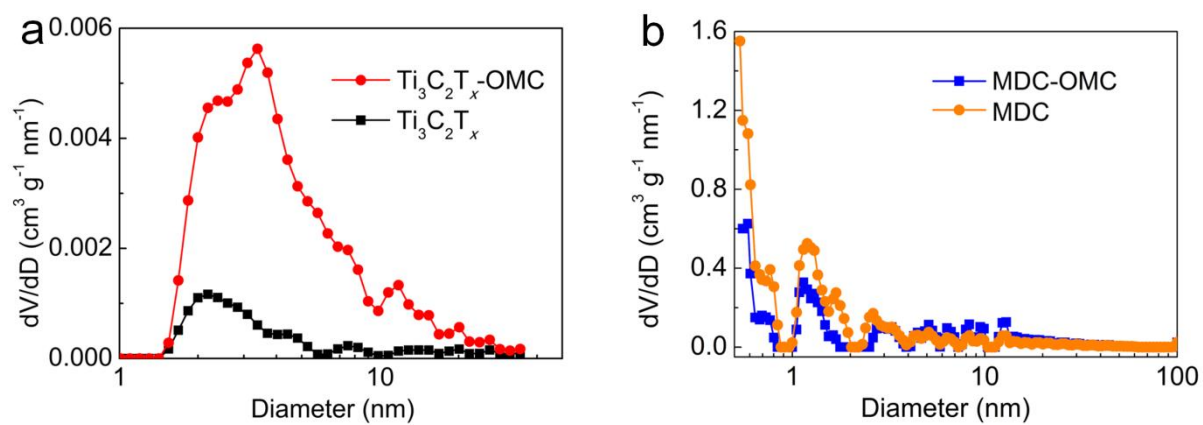 a
0.006
0.004
0.002
0.000
dV/dD (cm³ g⁻¹ nm⁻¹)
Ti₃C₂Tₓ-OMC
Ti₃C₂Tₓ
1 10
Diameter (nm)
b
1.6
1.2
0.8
0.4
0.0
dV/dD (cm³ g⁻¹ nm⁻¹)
MDC-OMC
MDC
1 10 100
Diameter (nm)